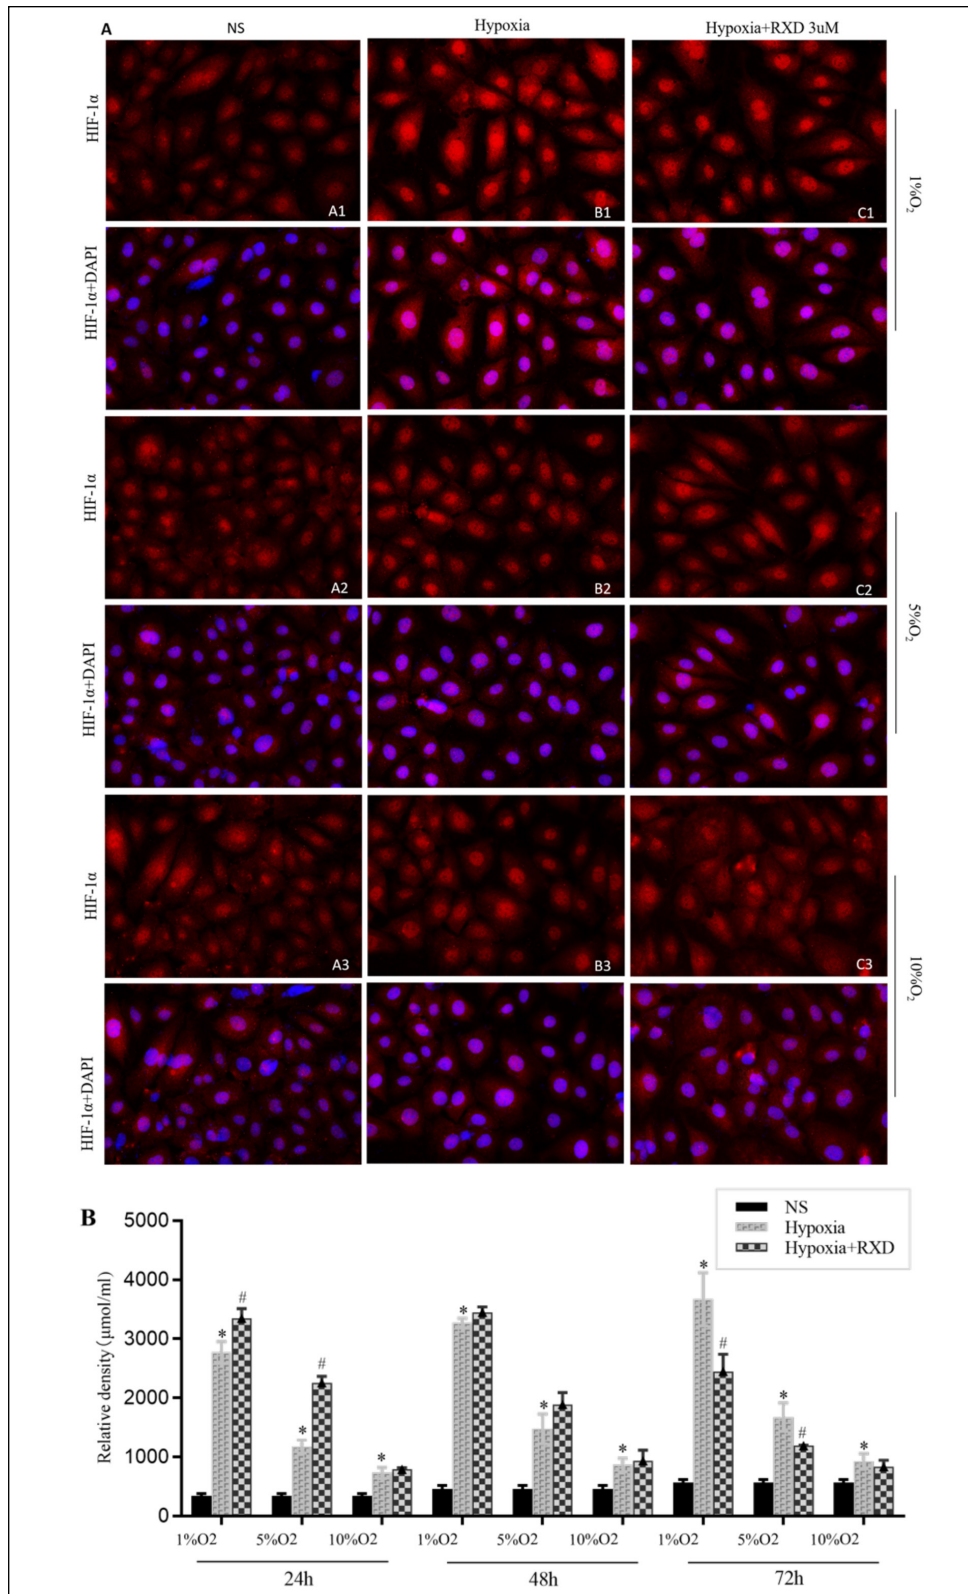 A
NS
Hypoxia
Hypoxia+RXD 3uM
HIF-1α
A1
B1
C1
1%O₂
HIF-1α+DAPI
HIF-1α
A2
B2
C2
5%O₂
HIF-1α+DAPI
HIF-1α
A3
B3
C3
10%O₂
HIF-1α+DAPI
B
NS
Hypoxia
Hypoxia+RXD
Relative density (μmol/ml)
5000
4000
3000
2000
1000
0
* # * # * * * * * # * # *
1%O2 5%O2 10%O2 1%O2 5%O2 10%O2 1%O2 5%O2 10%O2
24h 48h 72h